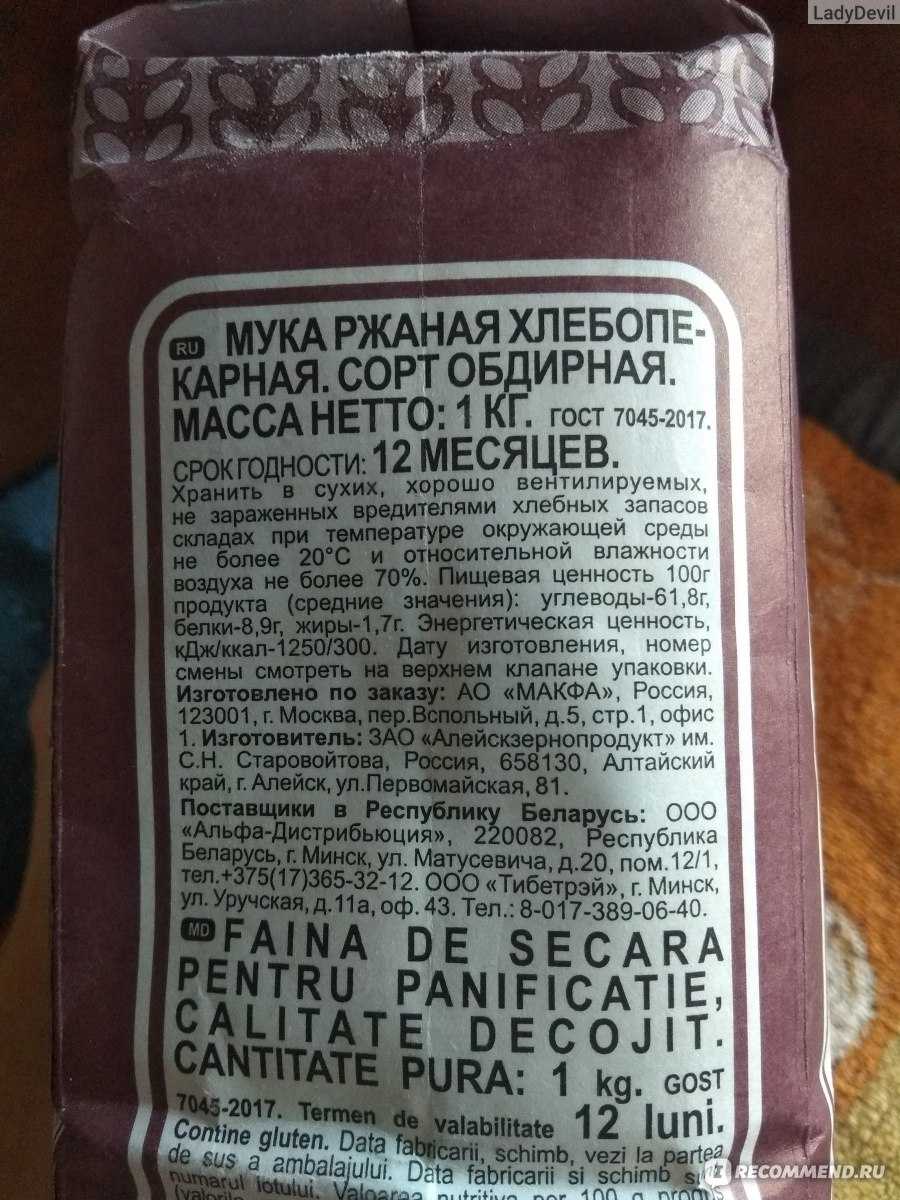 LadyDevil
RU МУКА РЖАНАЯ ХЛЕБОПЕ-
КАРНАЯ. СОРТ ОБДИРНАЯ.
МАССА НЕТТО: 1 КГ. ГОСТ 7045-2017.
СРОК ГОДНОСТИ: 12 МЕСЯЦЕВ.
Хранить в сухих, хорошо вентилируемых,
не зараженных вредителями хлебных запасов
складах при температуре окружающей среды
не более 20°С и относительной влажности
воздуха не более 70%. Пищевая ценность 100г
продукта (средние значения): углеводы-61,8г,
белки-8,9г, жиры-1,7г. Энергетическая ценность,
кДж/ккал-1250/300. Дату изготовления, номер
смены смотреть на верхнем клапане упаковки.
Изготовлено по заказу: АО «МАКФА», Россия,
123001, г. Москва, пер.Вспольный, д.5, стр.1, офис
1. Изготовитель: ЗАО «Алейскзернопродукт» им.
С.Н. Старовойтова, Россия, 658130, Алтайский
край, г. Алейск, ул.Первомайская, 81.
Поставщики в Республику Беларусь: ООО
«Альфа-Дистрибьюция», 220082, Республика
Беларусь, г. Минск, ул. Матусевича, д.20, пом.12/1,
тел.+375(17)365-32-12. ООО «Тибетрэй», г. Минск,
ул. Уручская, д.11а, оф. 43. Тел.: 8-017-389-06-40.
MD FAINA DE SECARA
PENTRU PANIFICATIE,
CALITATE DECOJIT.
CANTITATE PURA: 1 kg. GOST
7045-2017. Termen de valabilitate 12 luni.
Contine gluten. Data fabricarii, schimb, vezi la partea
de sus a ambalajului. Data fabricarii si schimb
numarul lotului. Valoarea nutritiva per 100 g
IRECOMMEND.RU